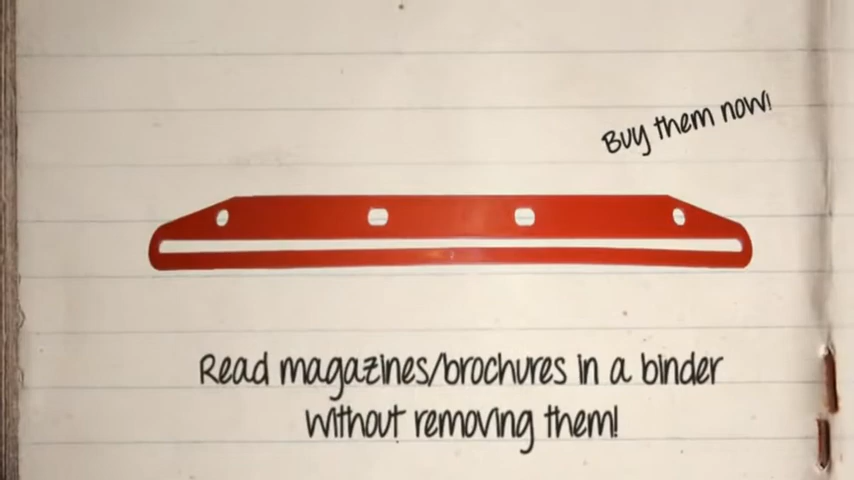 Buy them now!
Read magazines/brochures in a binder
without removing them!